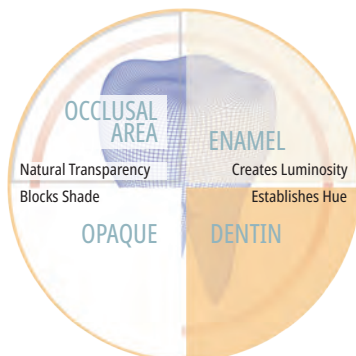 OCCLUSAL
AREA
Natural Transparency
ENAMEL
Creates Luminosity
Blocks Shade
OPAQUE
Establishes Hue
DENTIN